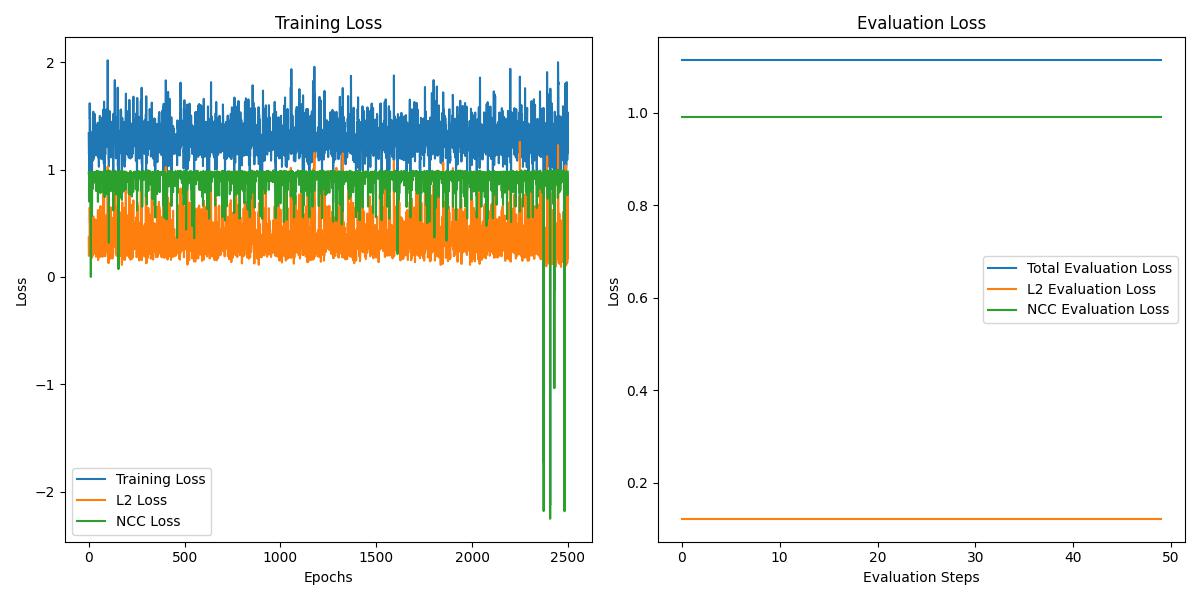 Training Loss
Evaluation Loss
2
1
0
−1
−2
Loss
Training Loss
L2 Loss
NCC Loss
0
500
1000
1500
2000
2500
Epochs
1.0
0.8
0.6
0.4
0.2
Loss
Total Evaluation Loss
L2 Evaluation Loss
NCC Evaluation Loss
0
10
20
30
40
50
Evaluation Steps